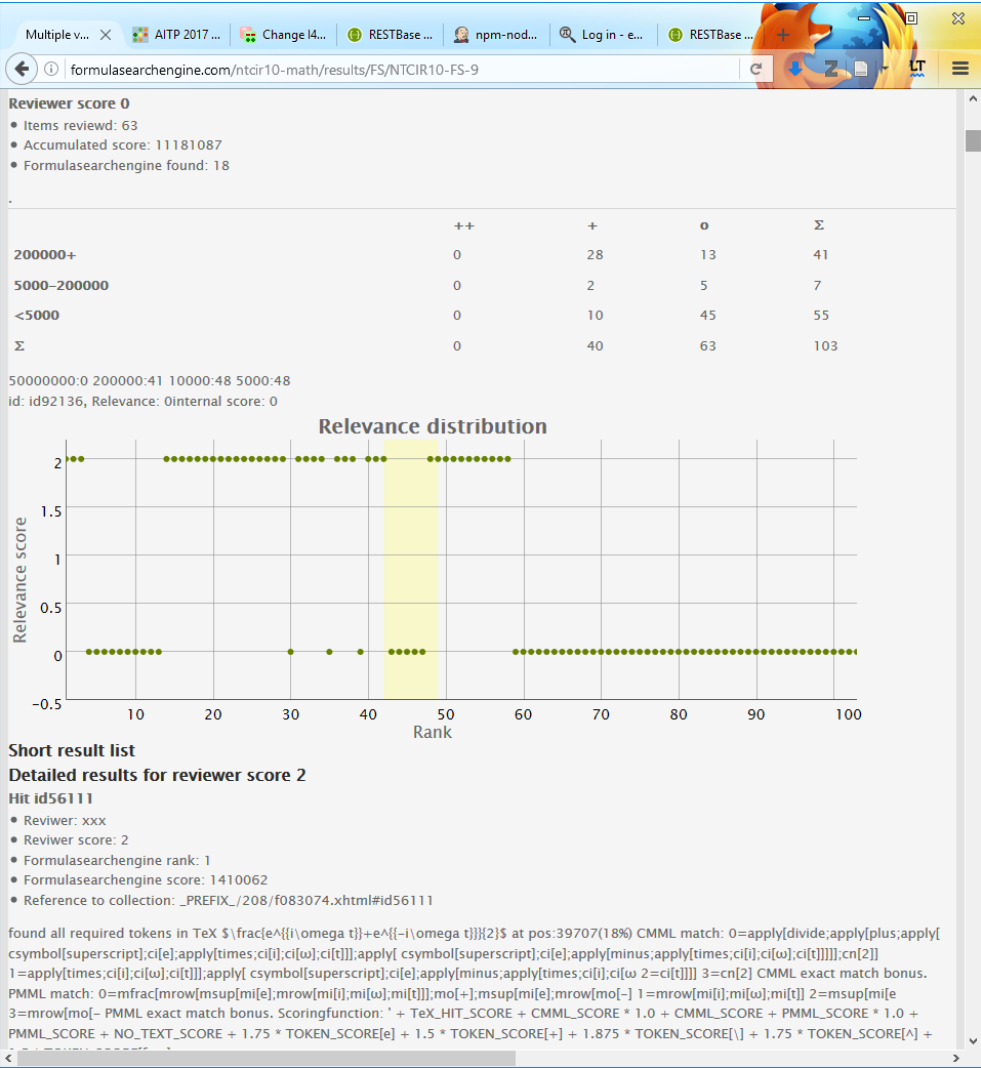 Multiple v... AITP 2017 ... Change I4... RESTBase ... npm-nod... Log in - e... RESTBase ...
formulasearchengine.com/ntcir10-math/results/FS/NTCIR10-FS-9
Reviewer score 0
• Items reviewd: 63
• Accumulated score: 11181087
• Formulasearchengine found: 18
.
++ + o Σ
200000+ 0 28 13 41
5000-200000 0 2 5 7
<5000 0 10 45 55
Σ 0 40 63 103
50000000:0 200000:41 10000:48 5000:48
id: id92136, Relevance: 0internal score: 0
Relevance distribution
2
1.5
1
0.5
0
-0.5
Relevance score
10 20 30 40 50 60 70 80 90 100
Rank
Short result list
Detailed results for reviewer score 2
Hit id56111
• Reviwer: xxx
• Reviwer score: 2
• Formulasearchengine rank: 1
• Formulasearchengine score: 1410062
• Reference to collection: _PREFIX_/208/f083074.xhtml#id56111
found all required tokens in TeX $\frac{e^{{i\omega t}}+e^{{-i\omega t}}}{2}$ at pos:39707(18%) CMML match: 0=apply[divide;apply[plus;apply[
csymbol[superscript];ci[e];apply[times;ci[i];ci[ω];ci[t]]];apply[ csymbol[superscript];ci[e];apply[minus;apply[times;ci[i];ci[ω];ci[t]]]]];cn[2]]
1=apply[times;ci[i];ci[ω];ci[t]]];apply[ csymbol[superscript];ci[e];apply[minus;apply[times;ci[i];ci[ω 2=ci[t]]]] 3=cn[2] CMML exact match bonus.
PMML match: 0=mfrac[mrow[msup[mi[e];mrow[mi[i];mi[ω];mi[t]]];mo[+];msup[mi[e];mrow[mo[-] 1=mrow[mi[i];mi[ω];mi[t]] 2=msup[mi[e
3=mrow[mo[- PMML exact match bonus. Scoringfunction: ' + TeX_HIT_SCORE + CMML_SCORE * 1.0 + CMML_SCORE + PMML_SCORE * 1.0 +
PMML_SCORE + NO_TEXT_SCORE + 1.75 * TOKEN_SCORE[e] + 1.5 * TOKEN_SCORE[+] + 1.875 * TOKEN_SCORE[\] + 1.75 * TOKEN_SCORE[^] +